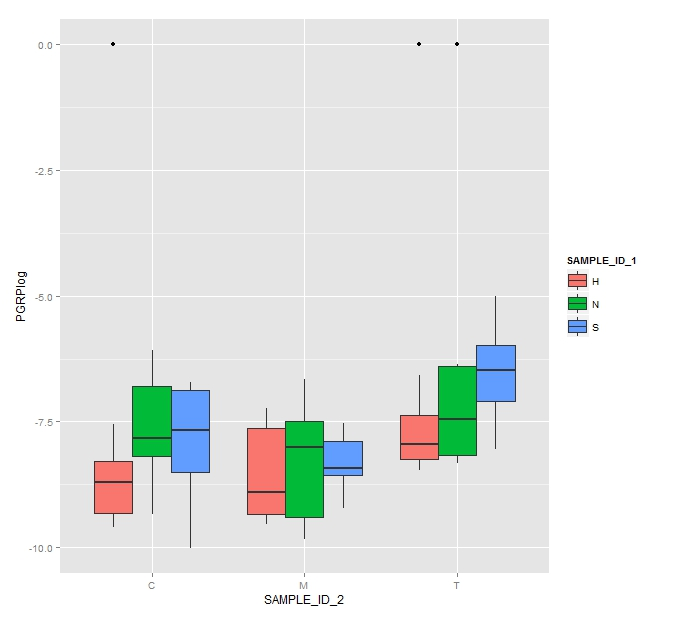 0.0
-2.5
-5.0
-7.5
-10.0
PGRPlog
C
M
T
SAMPLE_ID_2
SAMPLE_ID_1
H
N
S